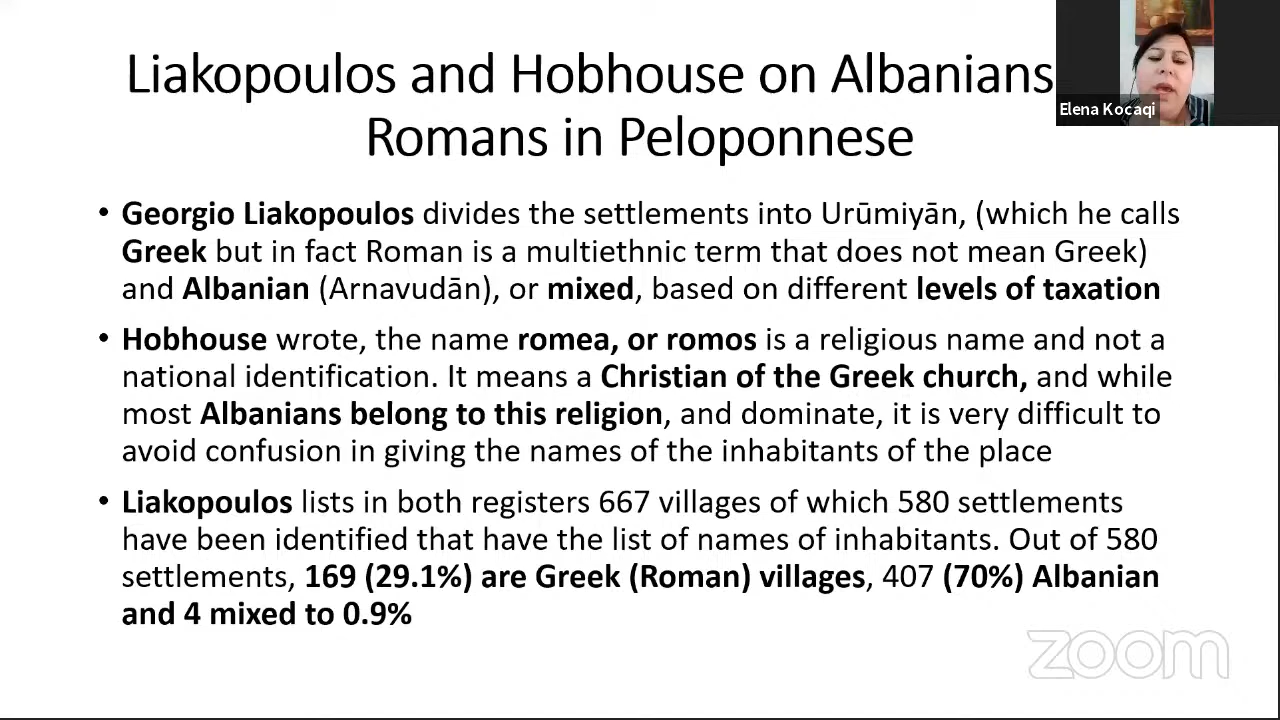 Liakopoulos and Hobhouse on Albanians
Romans in Peloponnese
Elena Kocaqi
• Georgio Liakopoulos divides the settlements into Urūmiyān, (which he calls
Greek but in fact Roman is a multiethnic term that does not mean Greek)
and Albanian (Arnavudān), or mixed, based on different levels of taxation
• Hobhouse wrote, the name romea, or romos is a religious name and not a
national identification. It means a Christian of the Greek church, and while
most Albanians belong to this religion, and dominate, it is very difficult to
avoid confusion in giving the names of the inhabitants of the place
• Liakopoulos lists in both registers 667 villages of which 580 settlements
have been identified that have the list of names of inhabitants. Out of 580
settlements, 169 (29.1%) are Greek (Roman) villages, 407 (70%) Albanian
and 4 mixed to 0.9%
zoom